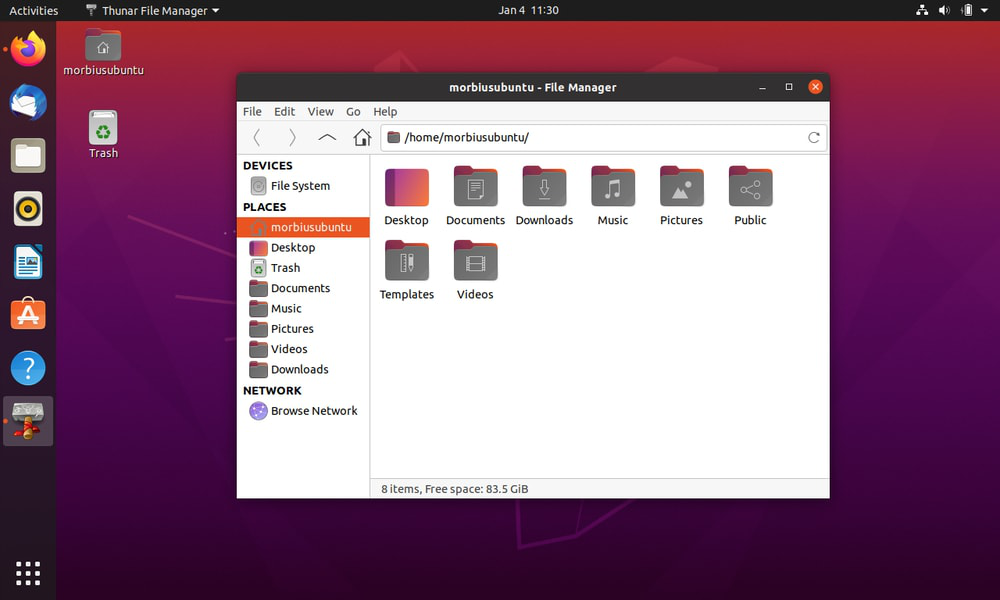 Activities Thunar File Manager Jan 4 11:30
morbiusubuntu
Trash
morbiusubuntu - File Manager
File Edit View Go Help
/home/morbiusubuntu/
DEVICES
File System
PLACES
morbiusubuntu
Desktop
Trash
Documents
Music
Pictures
Videos
Downloads
NETWORK
Browse Network
Desktop Documents Downloads Music Pictures Public
Templates Videos
8 items, Free space: 83.5 GiB